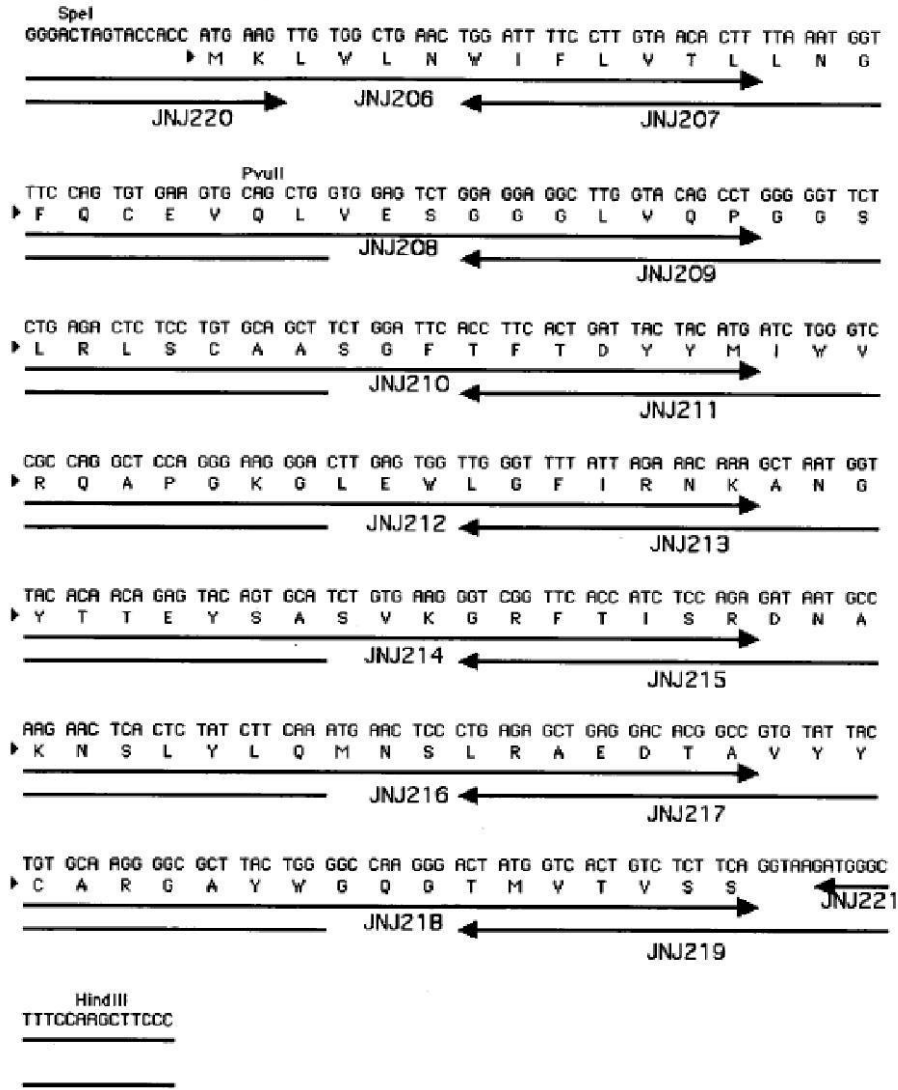 SpeI
GGGACTAGTACCACC ATG AAG TTG TGG CTG AAC TGG ATT TTC CTT GTA ACA CTT TTA AAT GGT
M K L W L N W I F L V T L L N G
JNJ220 JNJ206 JNJ207
PvuII
TTC CAG TGT GAA GTG CAG CTG GTG GAG TCT GGA GGA GGC TTG GTA CAG CCT GGG GGT TCT
F Q C E V Q L V E S G G G L V Q P G G S
JNJ208 JNJ209
CTG AGA CTC TCC TGT GCA GCT TCT GGA TTC ACC TTC ACT GAT TAC TAC ATG ATC TGG GTC
L R L S C A A S G F T F T D Y Y M I W V
JNJ210 JNJ211
CGC CAG GCT CCA GGG AAG GGA CTT GAG TGG TTG GGT TTT ATT AGA AAC AAA GCT AAT GGT
R Q A P G K G L E W L G F I R N K A N G
JNJ212 JNJ213
TAC ACA ACA GAG TAC AGT GCA TCT GTG AAG GGT CGG TTC ACC ATC TCC AGA GAT AAT GCC
Y T T E Y S A S V K G R F T I S R D N A
JNJ214 JNJ215
AAG AAC TCA CTC TAT CTT CAA ATG AAC TCC CTG AGA GCT GAG GAC ACG GCC GTG TAT TAC
K N S L Y L Q M N S L R A E D T A V Y Y
JNJ216 JNJ217
TGT GCA AGG GGC GCT TAC TGG GGC CAA GGG ACT ATG GTC ACT GTC TCT TCA GGTAAGATGGGC
C A R G A Y W G Q G T M V T V S S
JNJ221
JNJ218 JNJ219
HindIII
TTTCCAAGCTTCCC